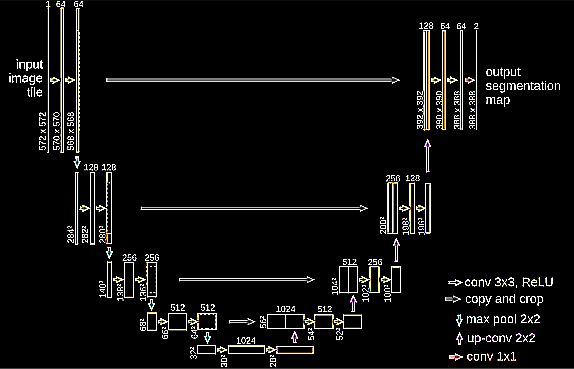 1 64 64
128 64 64 2
input
image
tile
output
segmentation
map
572 x 572
570 x 570
568 x 568
392 x 392
390 x 390
388 x 388
388 x 388
128 128
256 128
284²
282²
280²
200²
198²
196²
256 256
512 256
140²
138²
136²
104²
102²
100²
512 512
1024 512
68²
66²
64²
56²
54²
52²
1024
32²
30²
28²
conv 3x3, ReLU
copy and crop
max pool 2x2
up-conv 2x2
conv 1x1